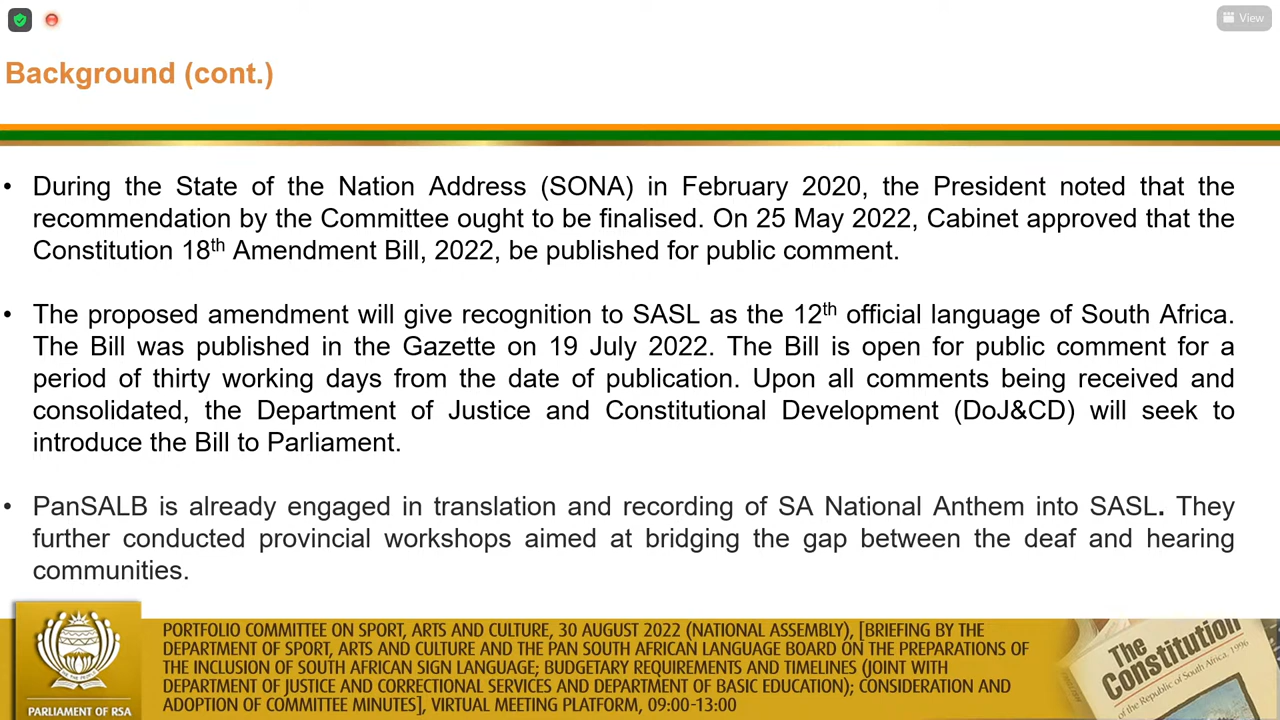 View
Background (cont.)
• During the State of the Nation Address (SONA) in February 2020, the President noted that the
recommendation by the Committee ought to be finalised. On 25 May 2022, Cabinet approved that the
Constitution 18th Amendment Bill, 2022, be published for public comment.
• The proposed amendment will give recognition to SASL as the 12th official language of South Africa.
The Bill was published in the Gazette on 19 July 2022. The Bill is open for public comment for a
period of thirty working days from the date of publication. Upon all comments being received and
consolidated, the Department of Justice and Constitutional Development (DoJ&CD) will seek to
introduce the Bill to Parliament.
• PanSALB is already engaged in translation and recording of SA National Anthem into SASL. They
further conducted provincial workshops aimed at bridging the gap between the deaf and hearing
communities.
PORTFOLIO COMMITTEE ON SPORT, ARTS AND CULTURE, 30 AUGUST 2022 (NATIONAL ASSEMBLY), [BRIEFING BY THE
DEPARTMENT OF SPORT, ARTS AND CULTURE AND THE PAN SOUTH AFRICAN LANGUAGE BOARD ON THE PREPARATIONS OF
THE INCLUSION OF SOUTH AFRICAN SIGN LANGUAGE; BUDGETARY REQUIREMENTS AND TIMELINES (JOINT WITH
DEPARTMENT OF JUSTICE AND CORRECTIONAL SERVICES AND DEPARTMENT OF BASIC EDUCATION); CONSIDERATION AND
ADOPTION OF COMMITTEE MINUTES], VIRTUAL MEETING PLATFORM, 09:00-13:00
PARLIAMENT OF RSA
The
Constitution
of the Republic of South Africa, 1996